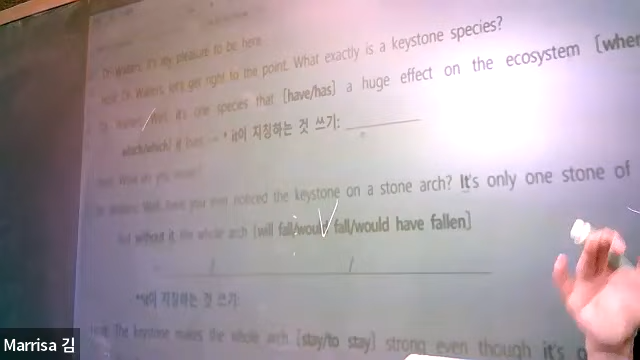 Dr. Waters: It's my pleasure to be here.
Host: Dr. Waters, let's get right to the point. What exactly is a keystone species?
Dr. Waters: Well, it's one species that [have/has] a huge effect on the ecosystem [where/
which/which] it lives. → * it이 지칭하는 것 쓰기:
Host: What do you mean?
Dr. Waters: Well, have you ever noticed the keystone on a stone arch? It's only one stone of
but without it, the whole arch [will fall/would fall/would have fallen]
*it이 지칭하는 것 쓰기:
Host: The keystone makes the whole arch [stay/to stay] strong even though it's
Marrisa 김